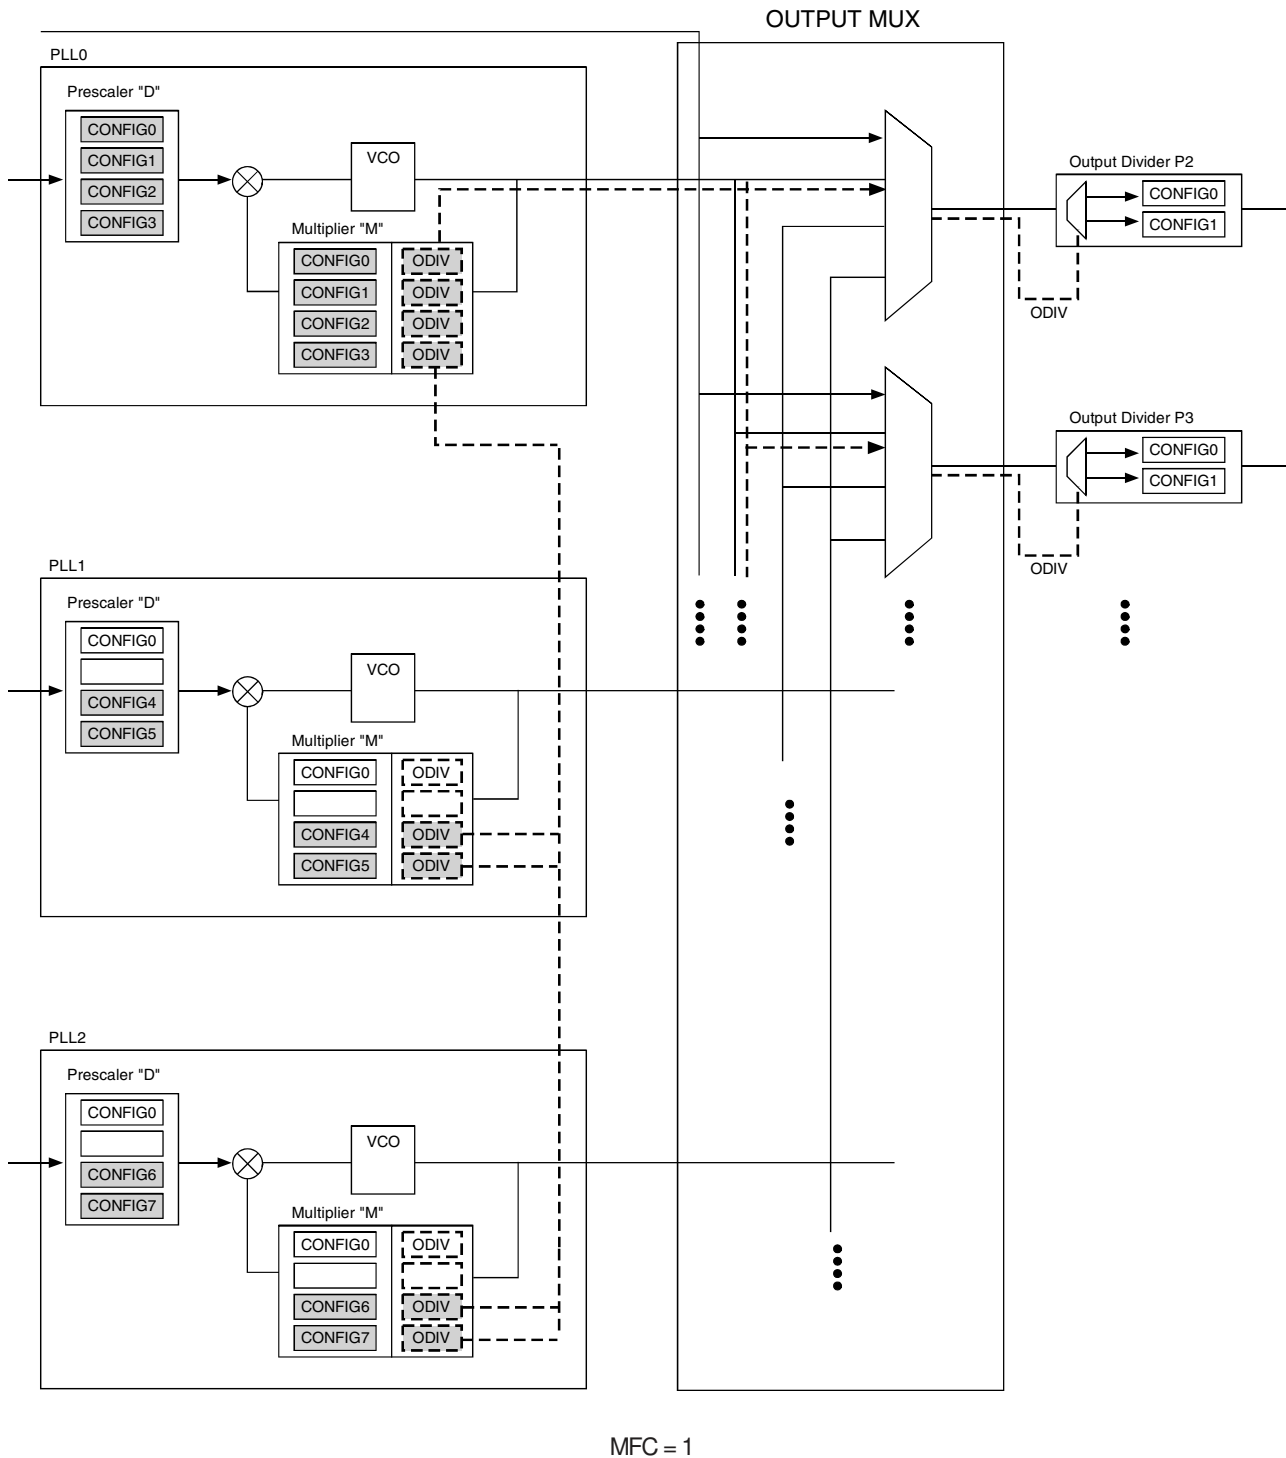 OUTPUT MUX
PLL0
Prescaler "D"
CONFIG0
CONFIG1
CONFIG2
CONFIG3
VCO
Multiplier "M"
CONFIG0 ODIV
CONFIG1 ODIV
CONFIG2 ODIV
CONFIG3 ODIV
Output Divider P2
CONFIG0
CONFIG1
ODIV
Output Divider P3
CONFIG0
CONFIG1
ODIV
PLL1
Prescaler "D"
CONFIG0
CONFIG4
CONFIG5
VCO
Multiplier "M"
CONFIG0 ODIV
CONFIG4 ODIV
CONFIG5 ODIV
PLL2
Prescaler "D"
CONFIG0
CONFIG6
CONFIG7
VCO
Multiplier "M"
CONFIG0 ODIV
CONFIG6 ODIV
CONFIG7 ODIV
MFC = 1